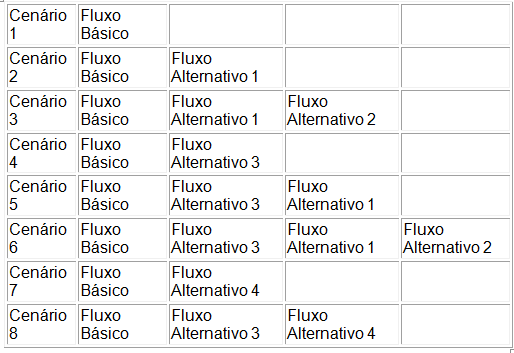 Cenário 1 Fluxo Básico
Cenário 2 Fluxo Básico Fluxo Alternativo 1
Cenário 3 Fluxo Básico Fluxo Alternativo 1 Fluxo Alternativo 2
Cenário 4 Fluxo Básico Fluxo Alternativo 3
Cenário 5 Fluxo Básico Fluxo Alternativo 3 Fluxo Alternativo 1
Cenário 6 Fluxo Básico Fluxo Alternativo 3 Fluxo Alternativo 1 Fluxo Alternativo 2
Cenário 7 Fluxo Básico Fluxo Alternativo 4
Cenário 8 Fluxo Básico Fluxo Alternativo 3 Fluxo Alternativo 4